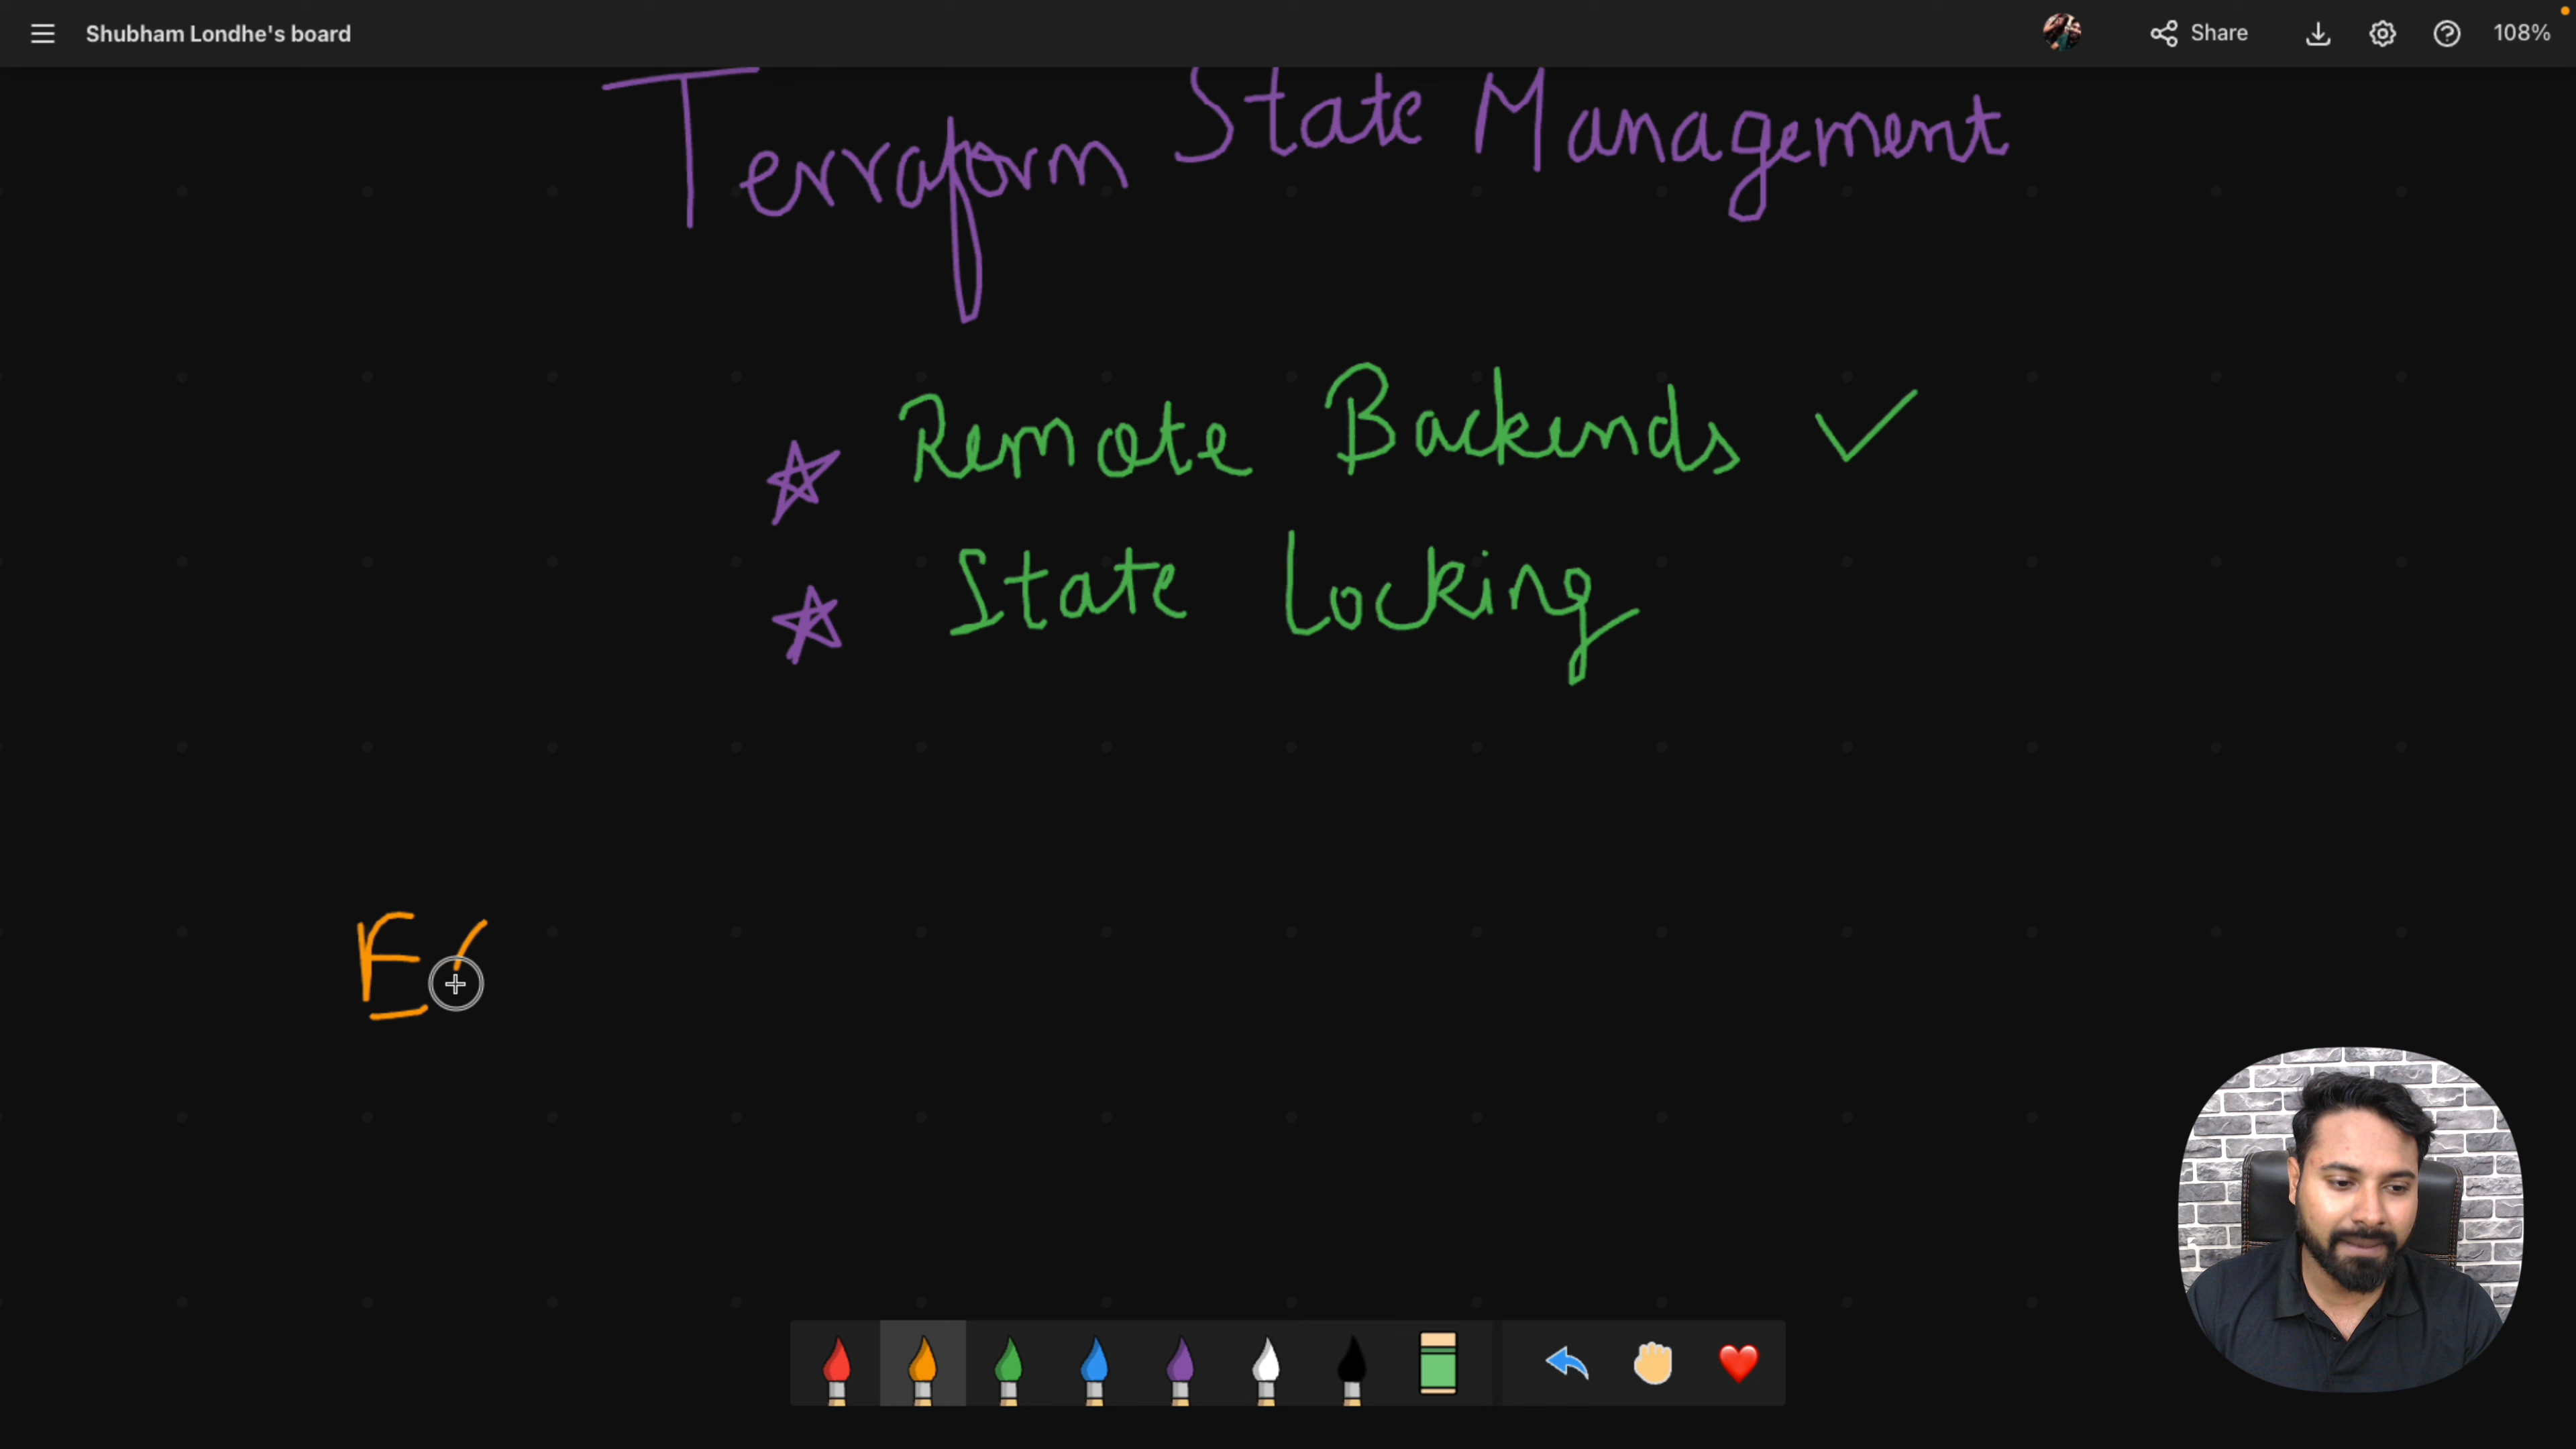 Shubham Londhe's board
Share
108%
Terraform State Management
Remote Backends ✓
State Locking
E